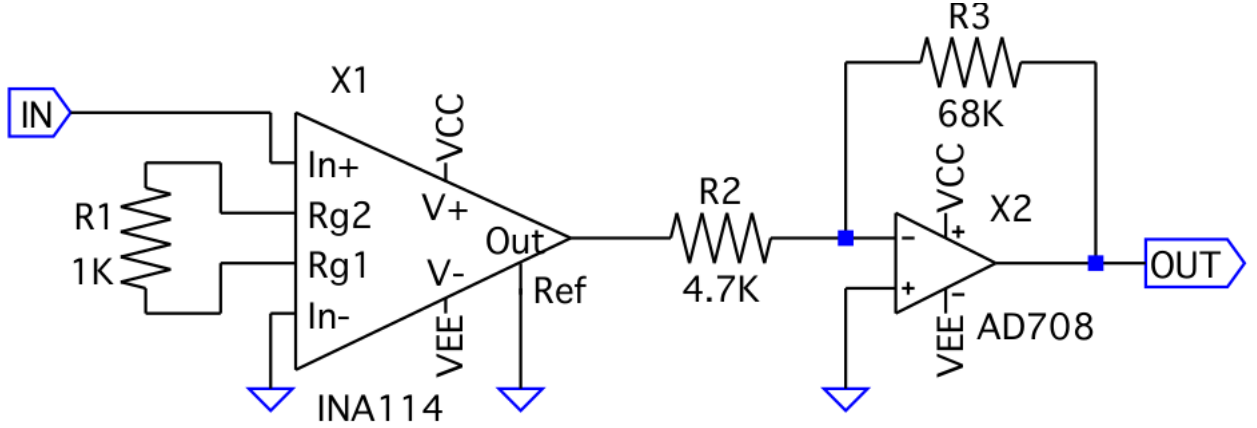 IN
X1
VCC
In+
Rg2
Rg1
In-
V+
V-
Out
Ref
VEE
INA114
R1
1K
R2
4.7K
R3
68K
VCC
X2
-
+
+
-
VEE
AD708
OUT